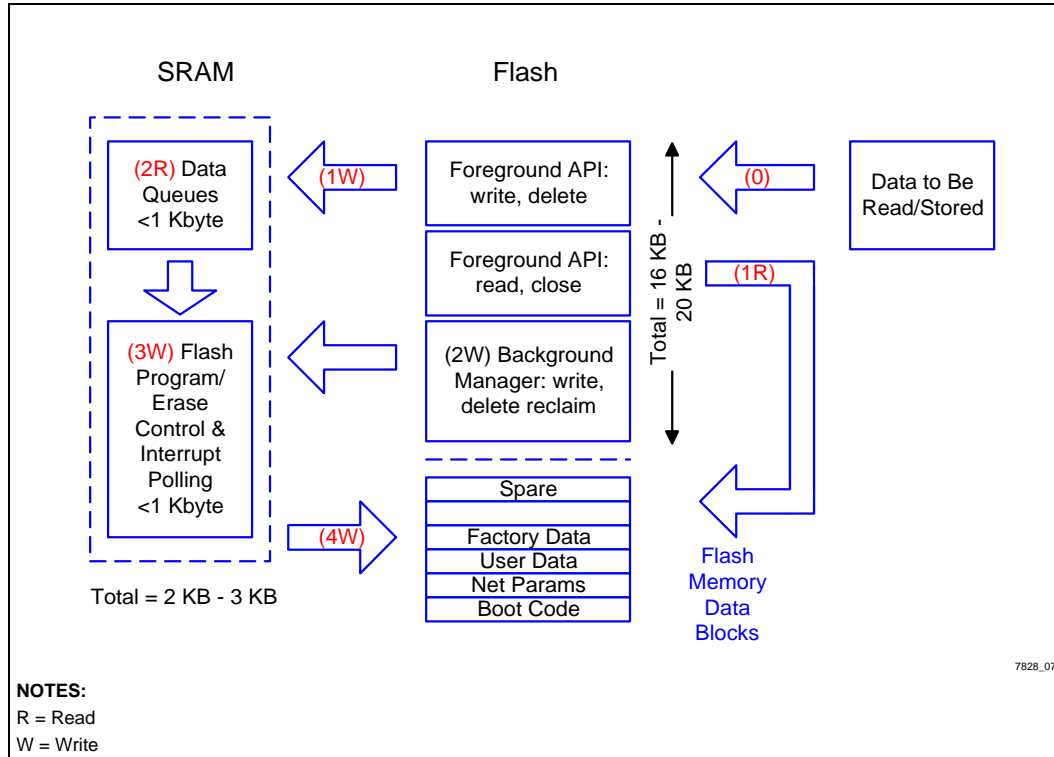 SRAM
Flash
(2R) Data
Queues
<1 Kbyte
(1W)
Foreground API:
write, delete
(0)
Data to Be
Read/Stored
Foreground API:
read, close
Total = 16 KB -
20 KB
(1R)
(3W) Flash
Program/
Erase
Control &
Interrupt
Polling
<1 Kbyte
(2W) Background
Manager: write,
delete reclaim
(4W)
Spare
Factory Data
User Data
Net Params
Boot Code
Flash
Memory
Data
Blocks
Total = 2 KB - 3 KB
7828_07
NOTES:
R = Read
W = Write